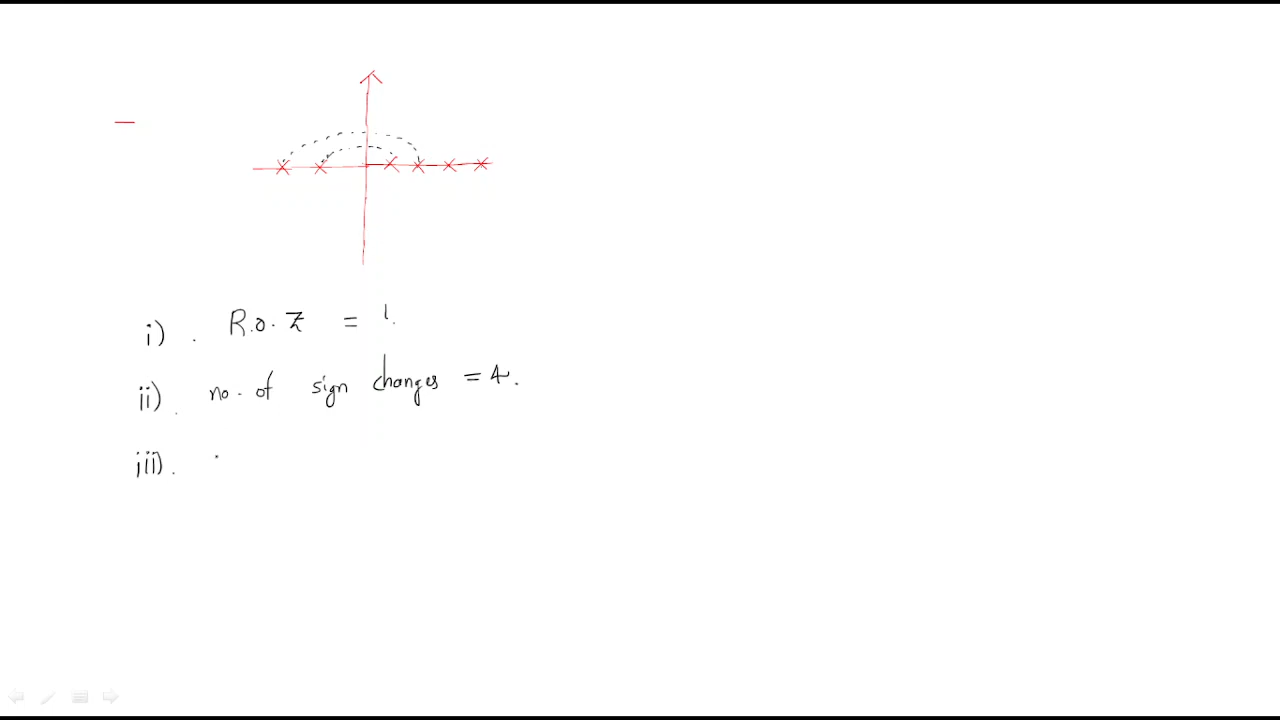 i) . R.o. Z = 1.
ii) . no. of sign changes = 4.
iii) .